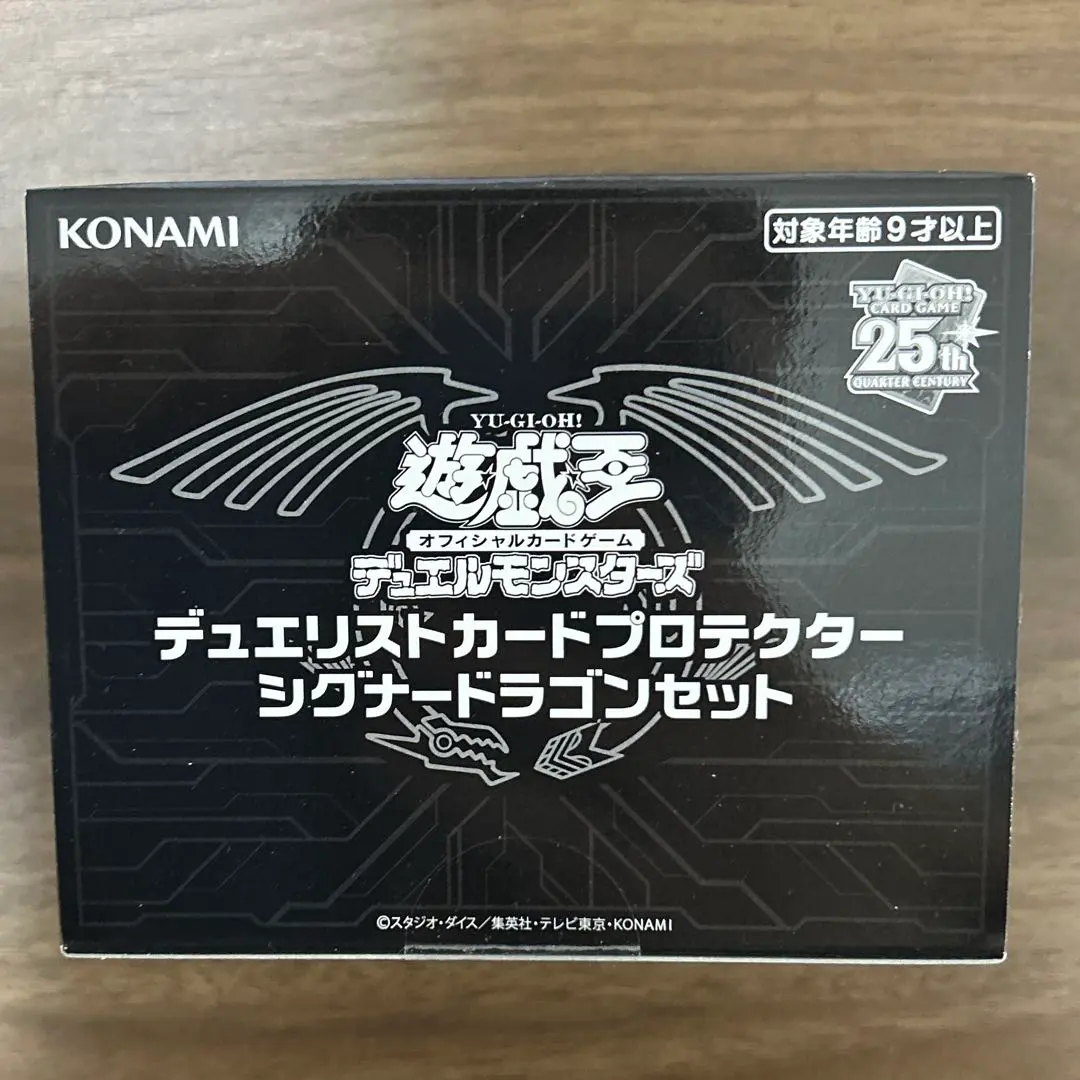 KONAMI
対象年齢9才以上
YU-GI-OH!
CARD GAME
25th
QUARTER CENTURY
YU-GI-OH!
遊戯王
オフィシャルカードゲーム
デュエルモンスターズ
デュエリストカードプロテクター
シグナードラゴンセット
©スタジオ・ダイス／集英社・テレビ東京・KONAMI